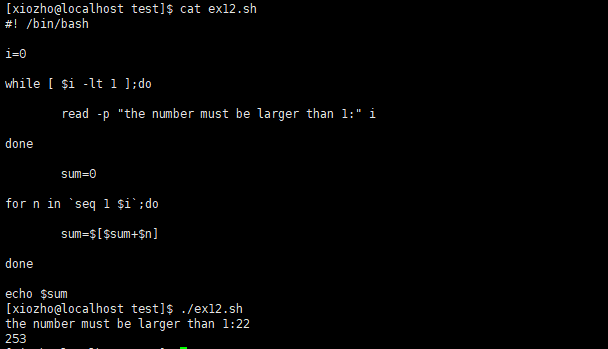 [xiozho@localhost test]$ cat ex12.sh
#! /bin/bash
i=0
while [ $i -lt 1 ];do
read -p "the number must be larger than 1:" i
done
sum=0
for n in `seq 1 $i`;do
sum=$[$sum+$n]
done
echo $sum
[xiozho@localhost test]$ ./ex12.sh
the number must be larger than 1:22
253